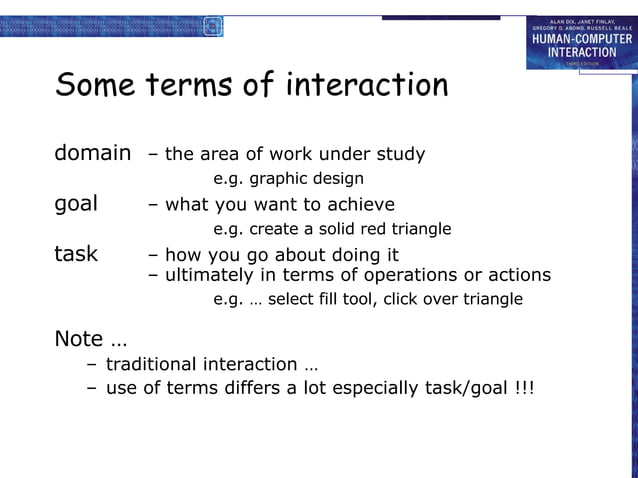 ALAN DIX, JANET FINLAY,
GREGORY D. ABOWD, RUSSELL BEALE
HUMAN-COMPUTER
INTERACTION
THIRD EDITION
Some terms of interaction
domain – the area of work under study
e.g. graphic design
goal – what you want to achieve
e.g. create a solid red triangle
task – how you go about doing it
– ultimately in terms of operations or actions
e.g. … select fill tool, click over triangle
Note …
– traditional interaction …
– use of terms differs a lot especially task/goal !!!